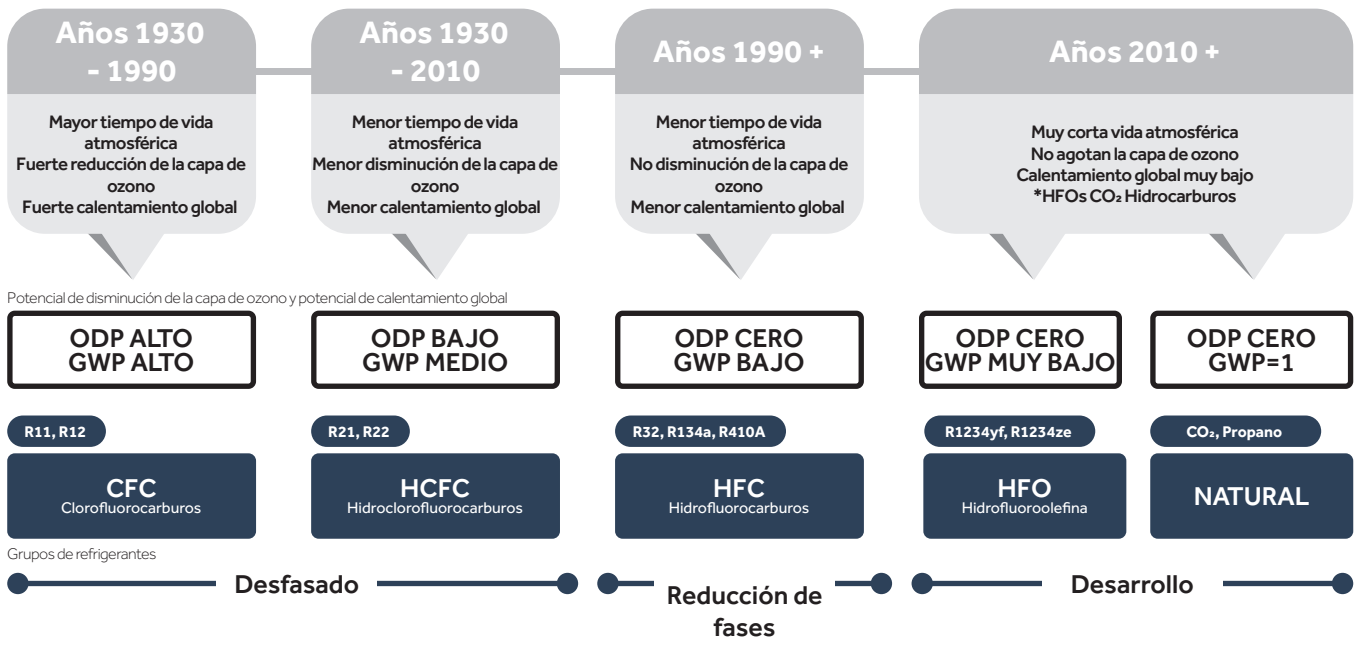 Años 1930
- 1990
Años 1930
- 2010
Años 1990 +
Años 2010 +
Mayor tiempo de vida
atmosférica
Fuerte reducción de la capa de
ozono
Fuerte calentamiento global
Menor tiempo de vida
atmosférica
Menor disminución de la capa de
ozono
Menor calentamiento global
Menor tiempo de vida
atmosférica
No disminución de la capa de
ozono
Menor calentamiento global
Muy corta vida atmosférica
No agotan la capa de ozono
Calentamiento global muy bajo
*HFOs CO₂ Hidrocarburos
Potencial de disminución de la capa de ozono y potencial de calentamiento global
ODP ALTO
GWP ALTO
ODP BAJO
GWP MEDIO
ODP CERO
GWP BAJO
ODP CERO
GWP MUY BAJO
ODP CERO
GWP=1
R11, R12
R21, R22
R32, R134a, R410A
R1234yf, R1234ze
CO₂, Propano
CFC
Clorofluorocarburos
HCFC
Hidroclorofluorocarburos
HFC
Hidrofluorocarburos
HFO
Hidrofluoroolefina
NATURAL
Grupos de refrigerantes
Desfasado
Reducción de
fases
Desarrollo